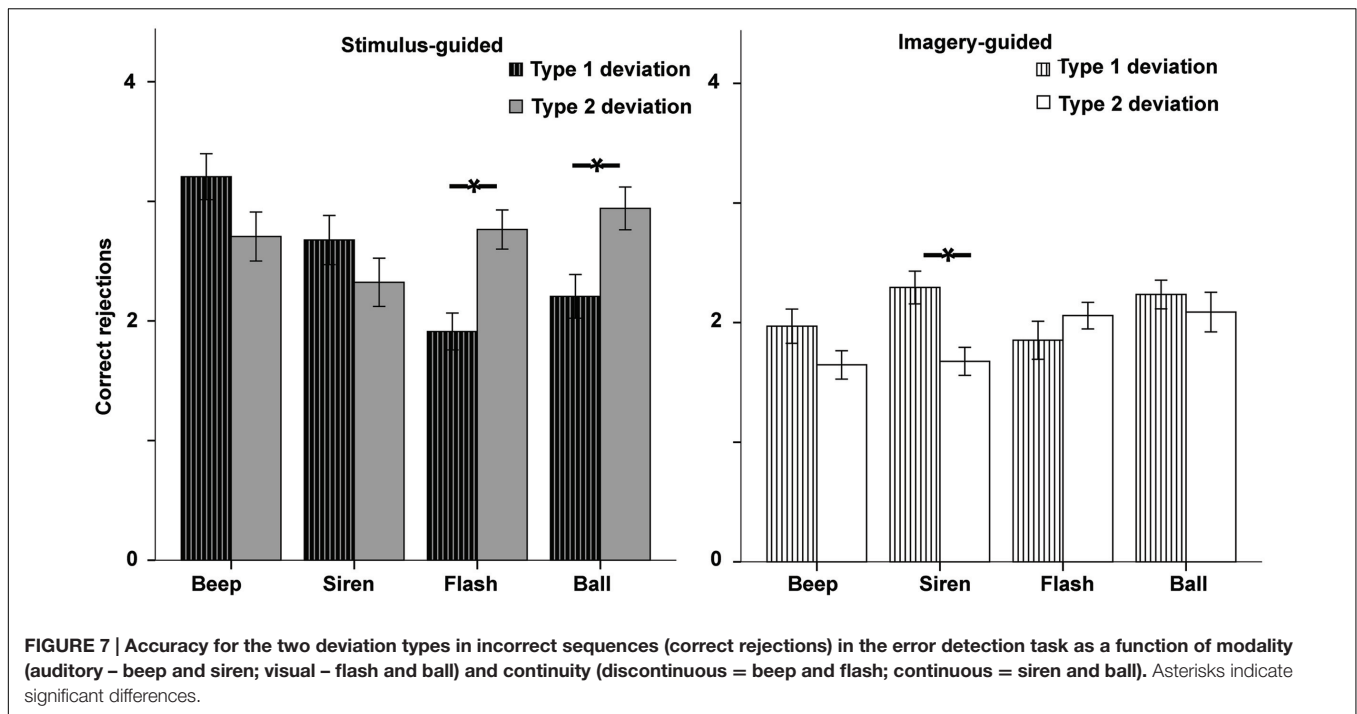 Stimulus-guided
Type 1 deviation
Type 2 deviation
4
2
0
Correct rejections
Beep Siren Flash Ball
Imagery-guided
Type 1 deviation
Type 2 deviation
4
2
0
Beep Siren Flash Ball
FIGURE 7 | Accuracy for the two deviation types in incorrect sequences (correct rejections) in the error detection task as a function of modality
(auditory – beep and siren; visual – flash and ball) and continuity (discontinuous = beep and flash; continuous = siren and ball). Asterisks indicate
significant differences.